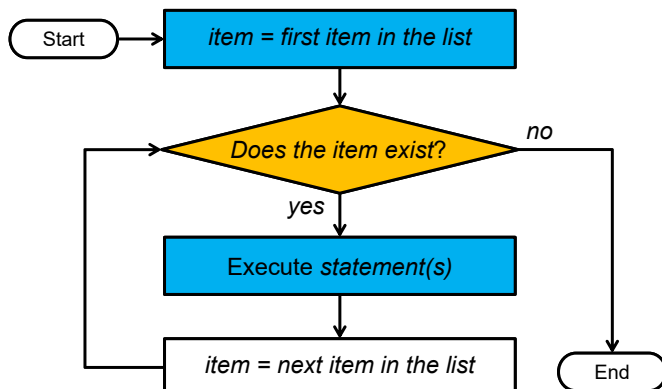 Start
item = first item in the list
Does the item exist?
no
yes
Execute statement(s)
item = next item in the list
End